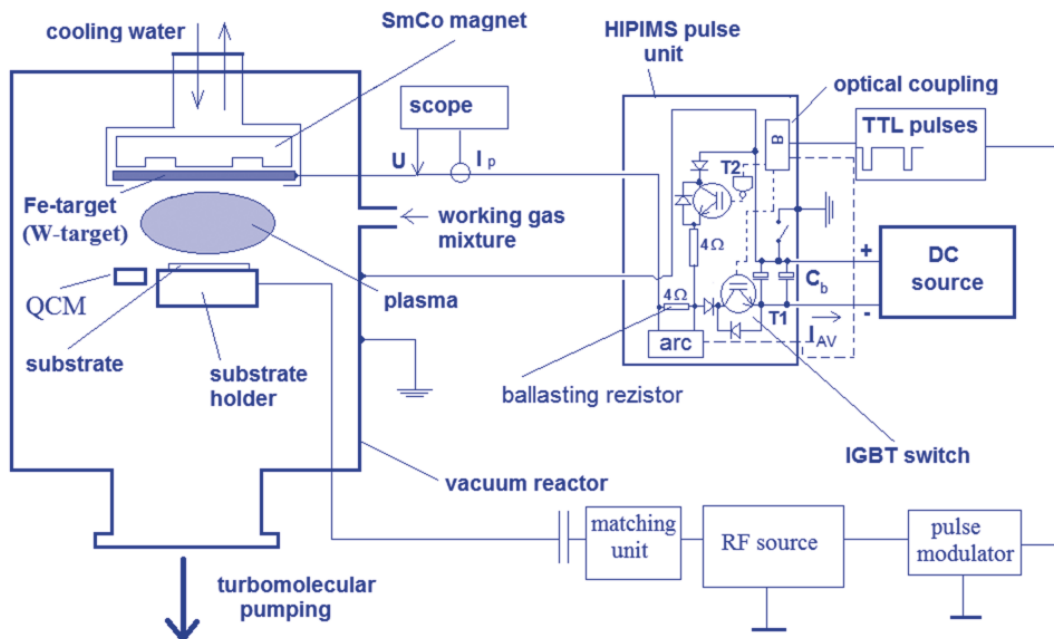 cooling water
SmCo magnet
HIPIMS pulse
unit
optical coupling
scope
TTL pulses
U
I p
B
T2
Fe-target
(W-target)
working gas
mixture
4Ω
+
DC
source
-
C b
QCM
plasma
4Ω
T1
I AV
arc
substrate
substrate
holder
ballasting rezistor
IGBT switch
vacuum reactor
matching
unit
RF source
pulse
modulator
turbomolecular
pumping